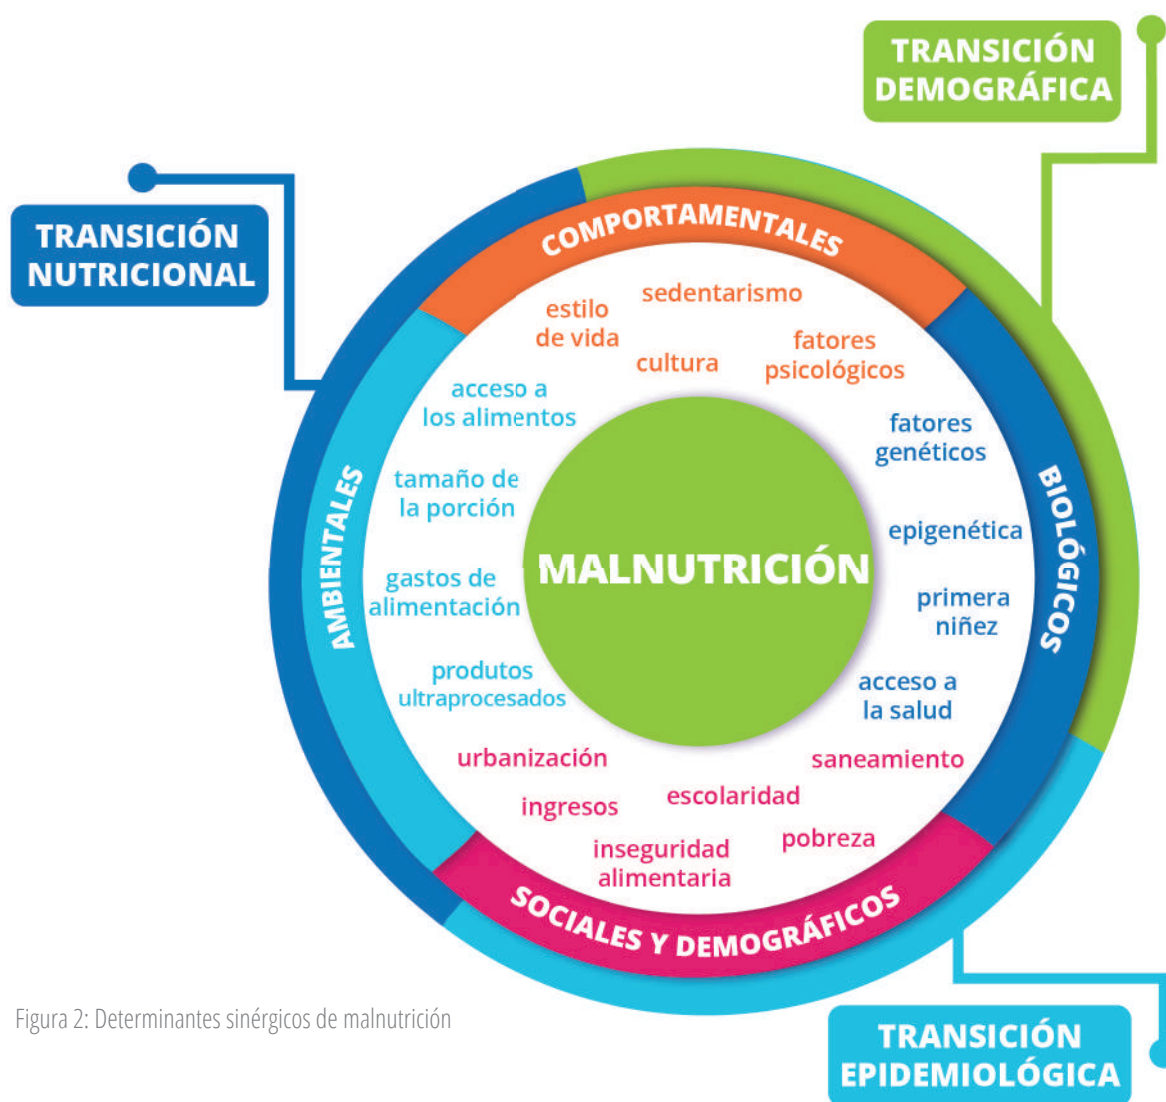 TRANSICIÓN
DEMOGRÁFICA
TRANSICIÓN
NUTRICIONAL
COMPORTAMENTALES
sedentarismo
estilo
de vida
cultura
fatores
psicológicos
acceso a
los alimentos
tamaño de
la porción
gastos de
alimentación
produtos
ultraprocesados
AMBIENTALES
MALNUTRICIÓN
fatores
genéticos
epigenética
primera
niñez
acceso a
la salud
BIOLÓGICOS
urbanización
saneamiento
ingresos
escolaridad
pobreza
inseguridad
alimentaria
SOCIALES Y DEMOGRÁFICOS
Figura 2: Determinantes sinérgicos de malnutrición
TRANSICIÓN
EPIDEMIOLÓGICA